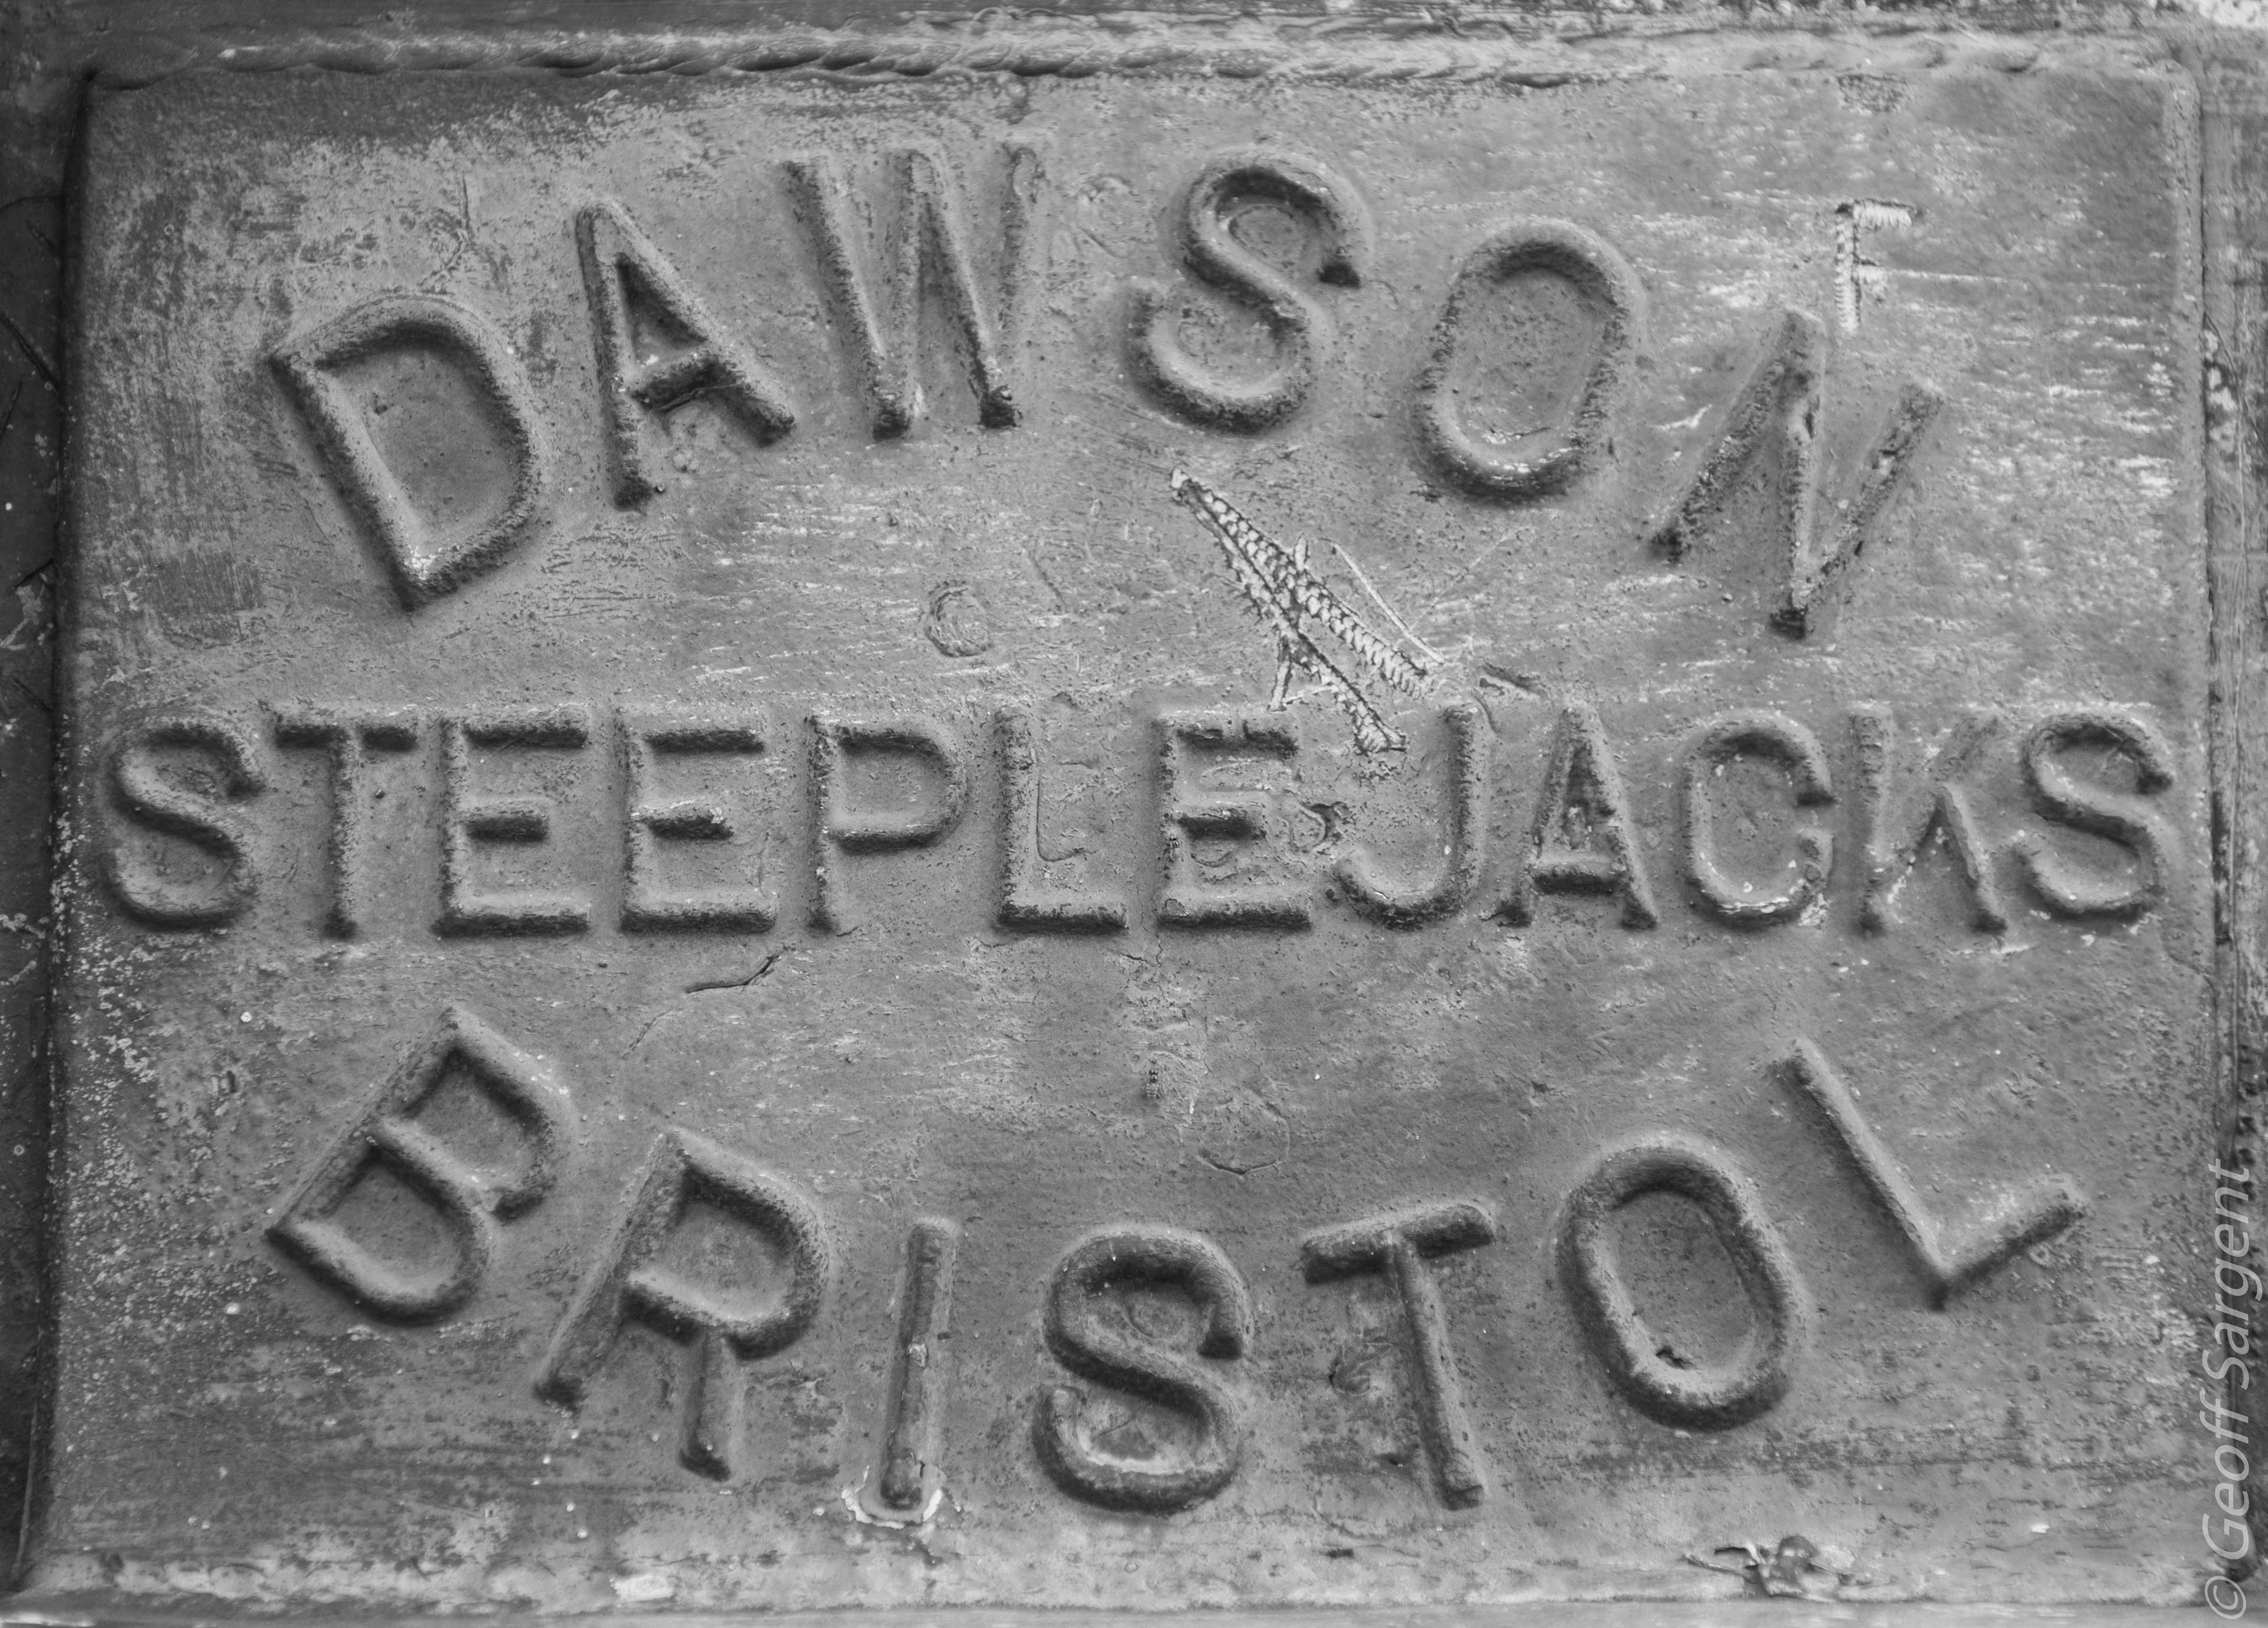 DAWSON
STEEPLEJACKS
BRISTOL
© Geoff Sargent